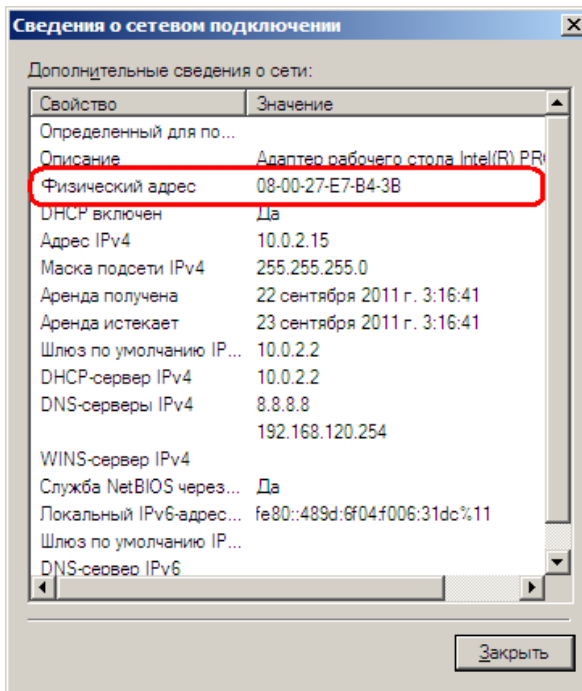 Сведения о сетевом подключении
Дополнительные сведения о сети:
Свойство Значение
Определенный для по...
Описание Адаптер рабочего стола Intel(R) PR
Физический адрес 08-00-27-E7-B4-3B
DHCP включен Да
Адрес IPv4 10.0.2.15
Маска подсети IPv4 255.255.255.0
Аренда получена 22 сентября 2011 г. 3:16:41
Аренда истекает 23 сентября 2011 г. 3:16:41
Шлюз по умолчанию IP... 10.0.2.2
DHCP-сервер IPv4 10.0.2.2
DNS-серверы IPv4 8.8.8.8
192.168.120.254
WINS-сервер IPv4
Служба NetBIOS через... Да
Локальный IPv6-адрес... fe80::489d:6f04:f006:31dc%11
Шлюз по умолчанию IP...
DNS-сервер IPv6
Закрыть